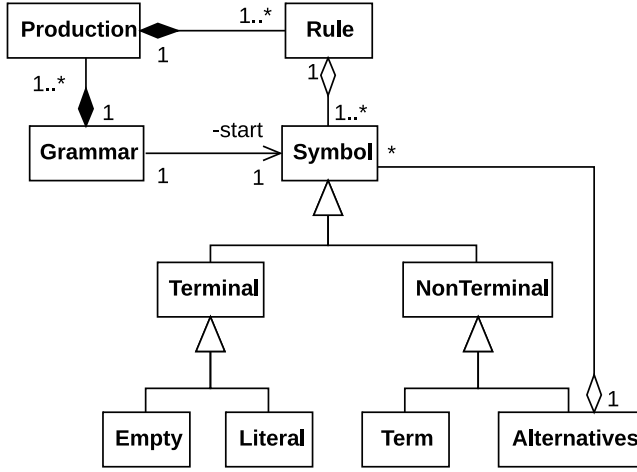 Production
1..*
Rule
1
1
1..*
1
1..*
-start
Grammar
Symbol
*
1
1
Terminal
NonTerminal
1
Empty
Literal
Term
Alternatives